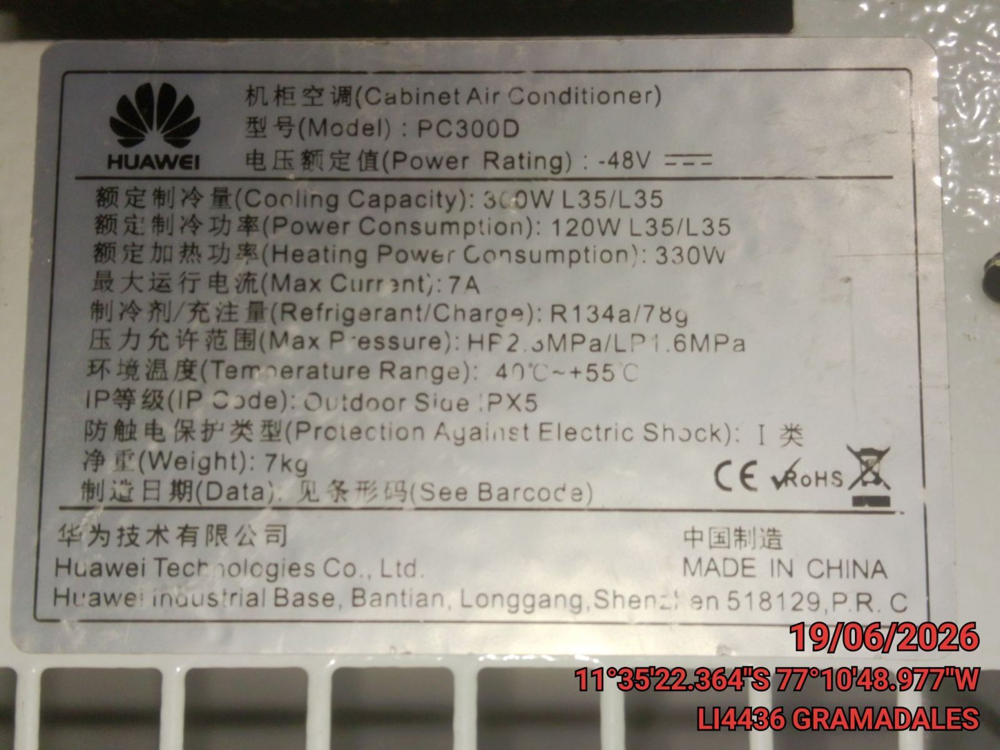 HUAWEI
机柜空调(Cabinet Air Conditioner)
型号(Model) : PC300D
电压额定值(Power Rating) : -48V
额定制冷量(Cooling Capacity): 300W L35/L35
额定制冷功率(Power Consumption): 120W L35/L35
额定加热功率(Heating Power Consumption): 330W
最大运行电流(Max Current): 7A
制冷剂/充注量(Refrigerant/Charge): R134a/78g
压力允许范围(Max Pressure): /LP1.6MPa
环境温度(Temperature Range): 40℃~+55℃
IP等级(IP Code): Outdoor Side IPX5
防触电保护类型(Protection Against Electric Shock): I 类
净重(Weight): 7kg
制造日期(Data): 见条形码(See Barcode)
CE RoHS
华为技术有限公司
中国制造
Huawei Technologies Co., Ltd.
MADE IN CHINA
Huawei industrial Base, Bantian, Longgang,Shenzhen 518129,P.R. C
19/06/2026
11°35'22.364"S 77°10'48.977"W
LI4436 GRAMADALES